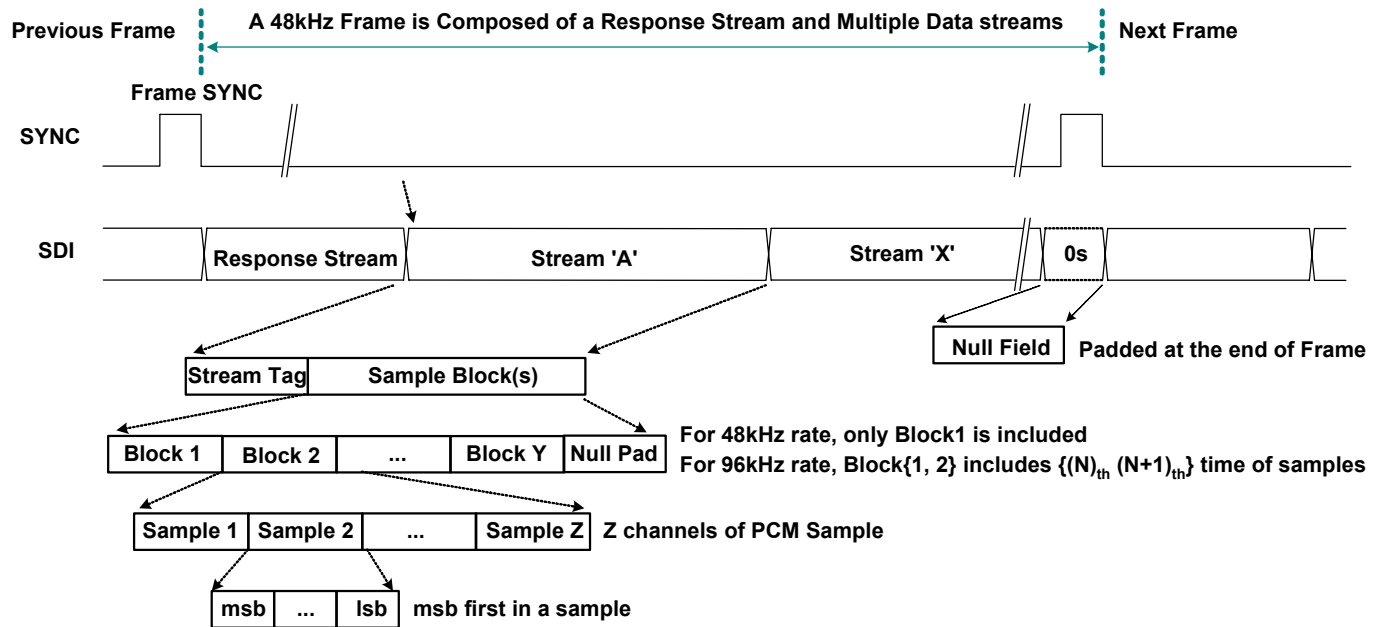 A 48kHz Frame is Composed of a Response Stream and Multiple Data streams
Previous Frame
Next Frame
Frame SYNC
SYNC
SDI
Response Stream
Stream 'A'
Stream 'X'
0s
Null Field
Padded at the end of Frame
Stream Tag
Sample Block(s)
Block 1
Block 2
...
Block Y
Null Pad
For 48kHz rate, only Block1 is included
For 96kHz rate, Block{1, 2} includes {(N)th (N+1)th} time of samples
Sample 1
Sample 2
...
Sample Z
Z channels of PCM Sample
msb
...
lsb
msb first in a sample